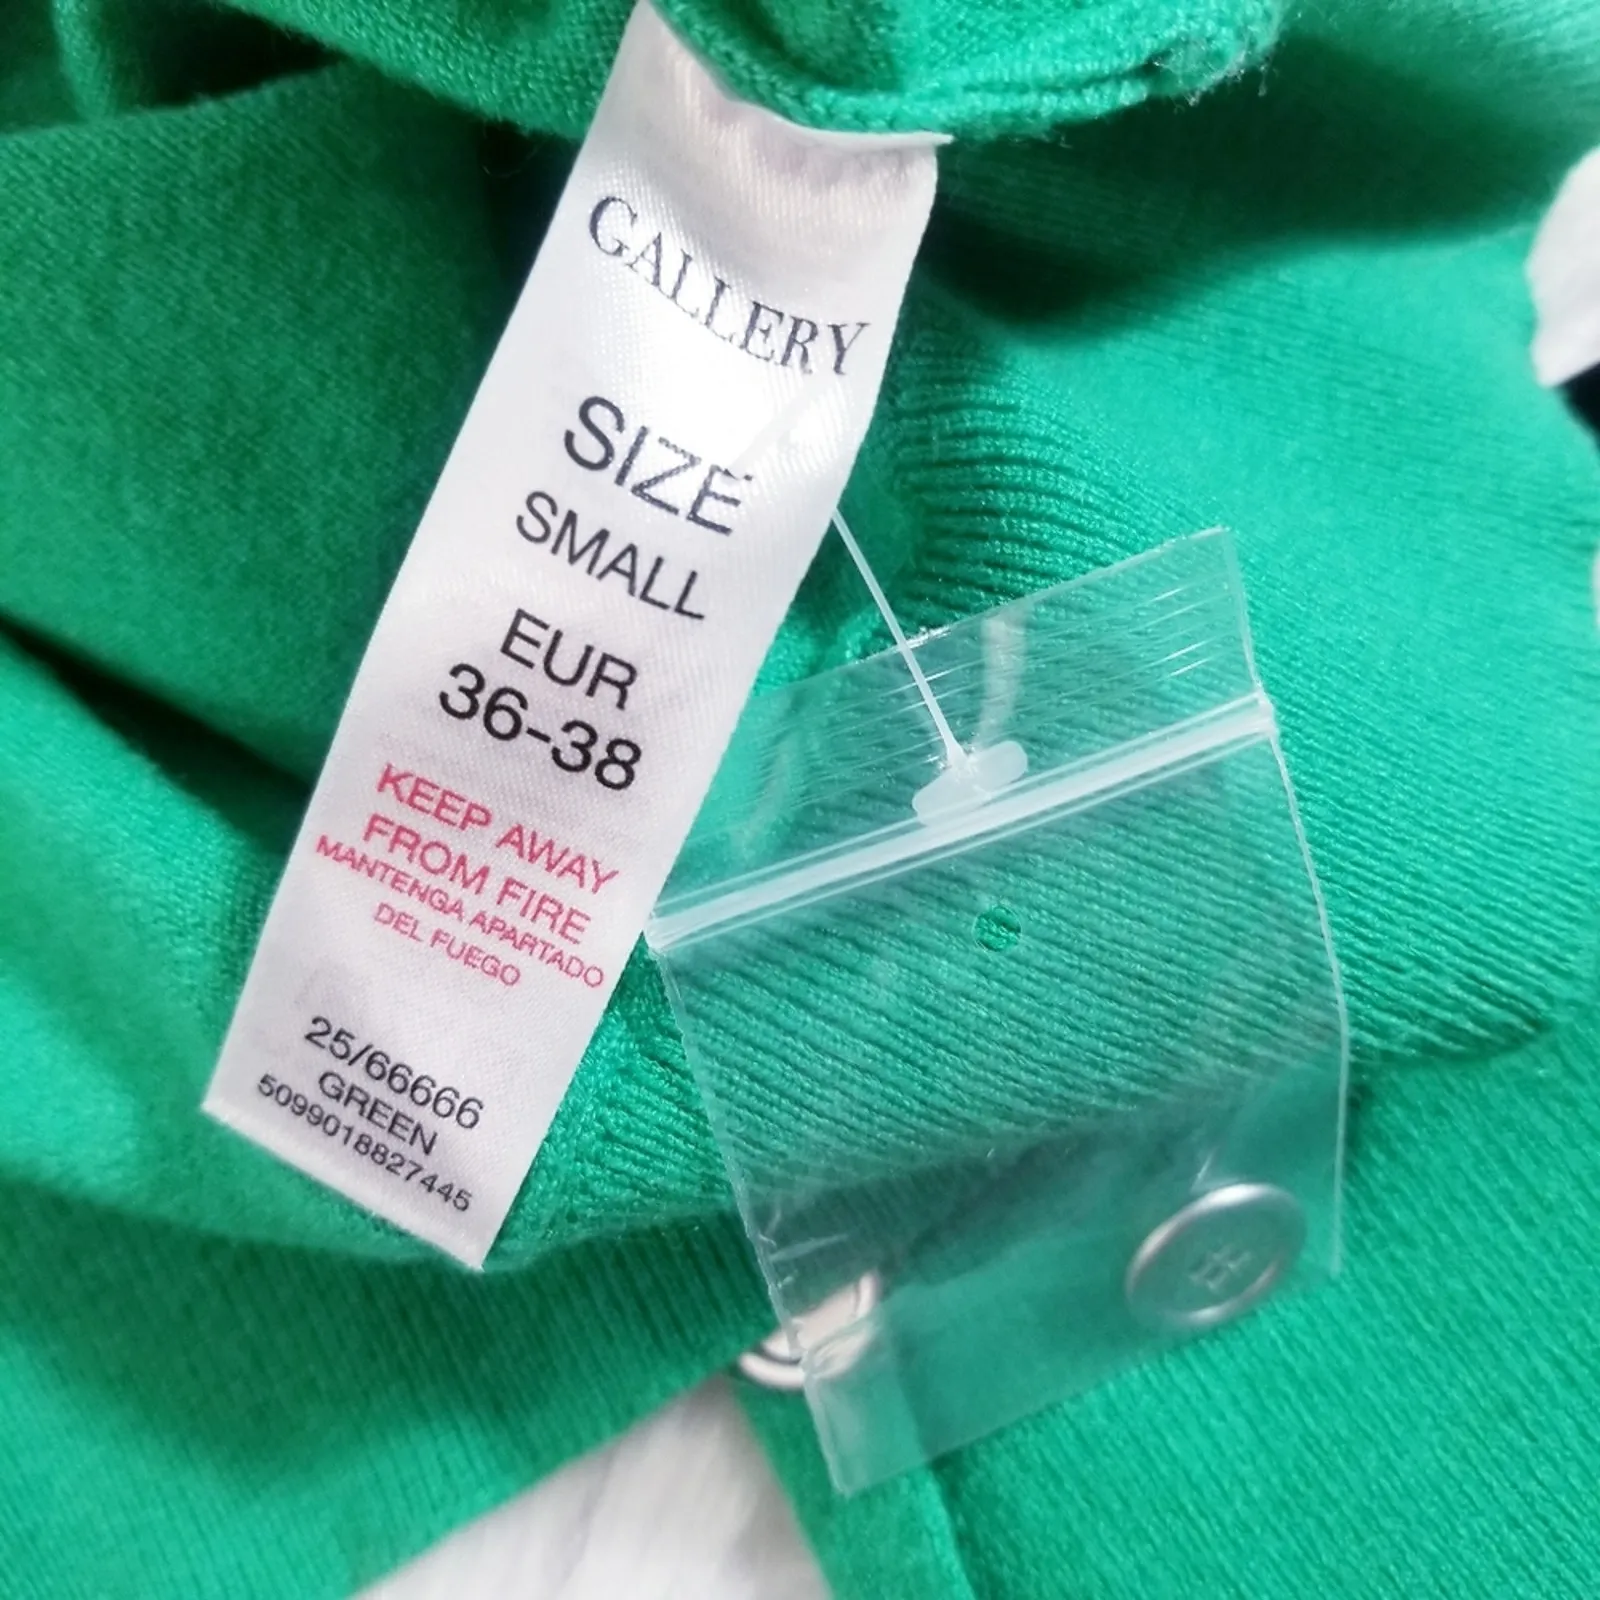 GALLERY
SIZE
SMALL
EUR
36-38
KEEP AWAY
FROM FIRE
MANTENGA APARTADO
DEL FUEGO
25/66666
GREEN
5099018827445